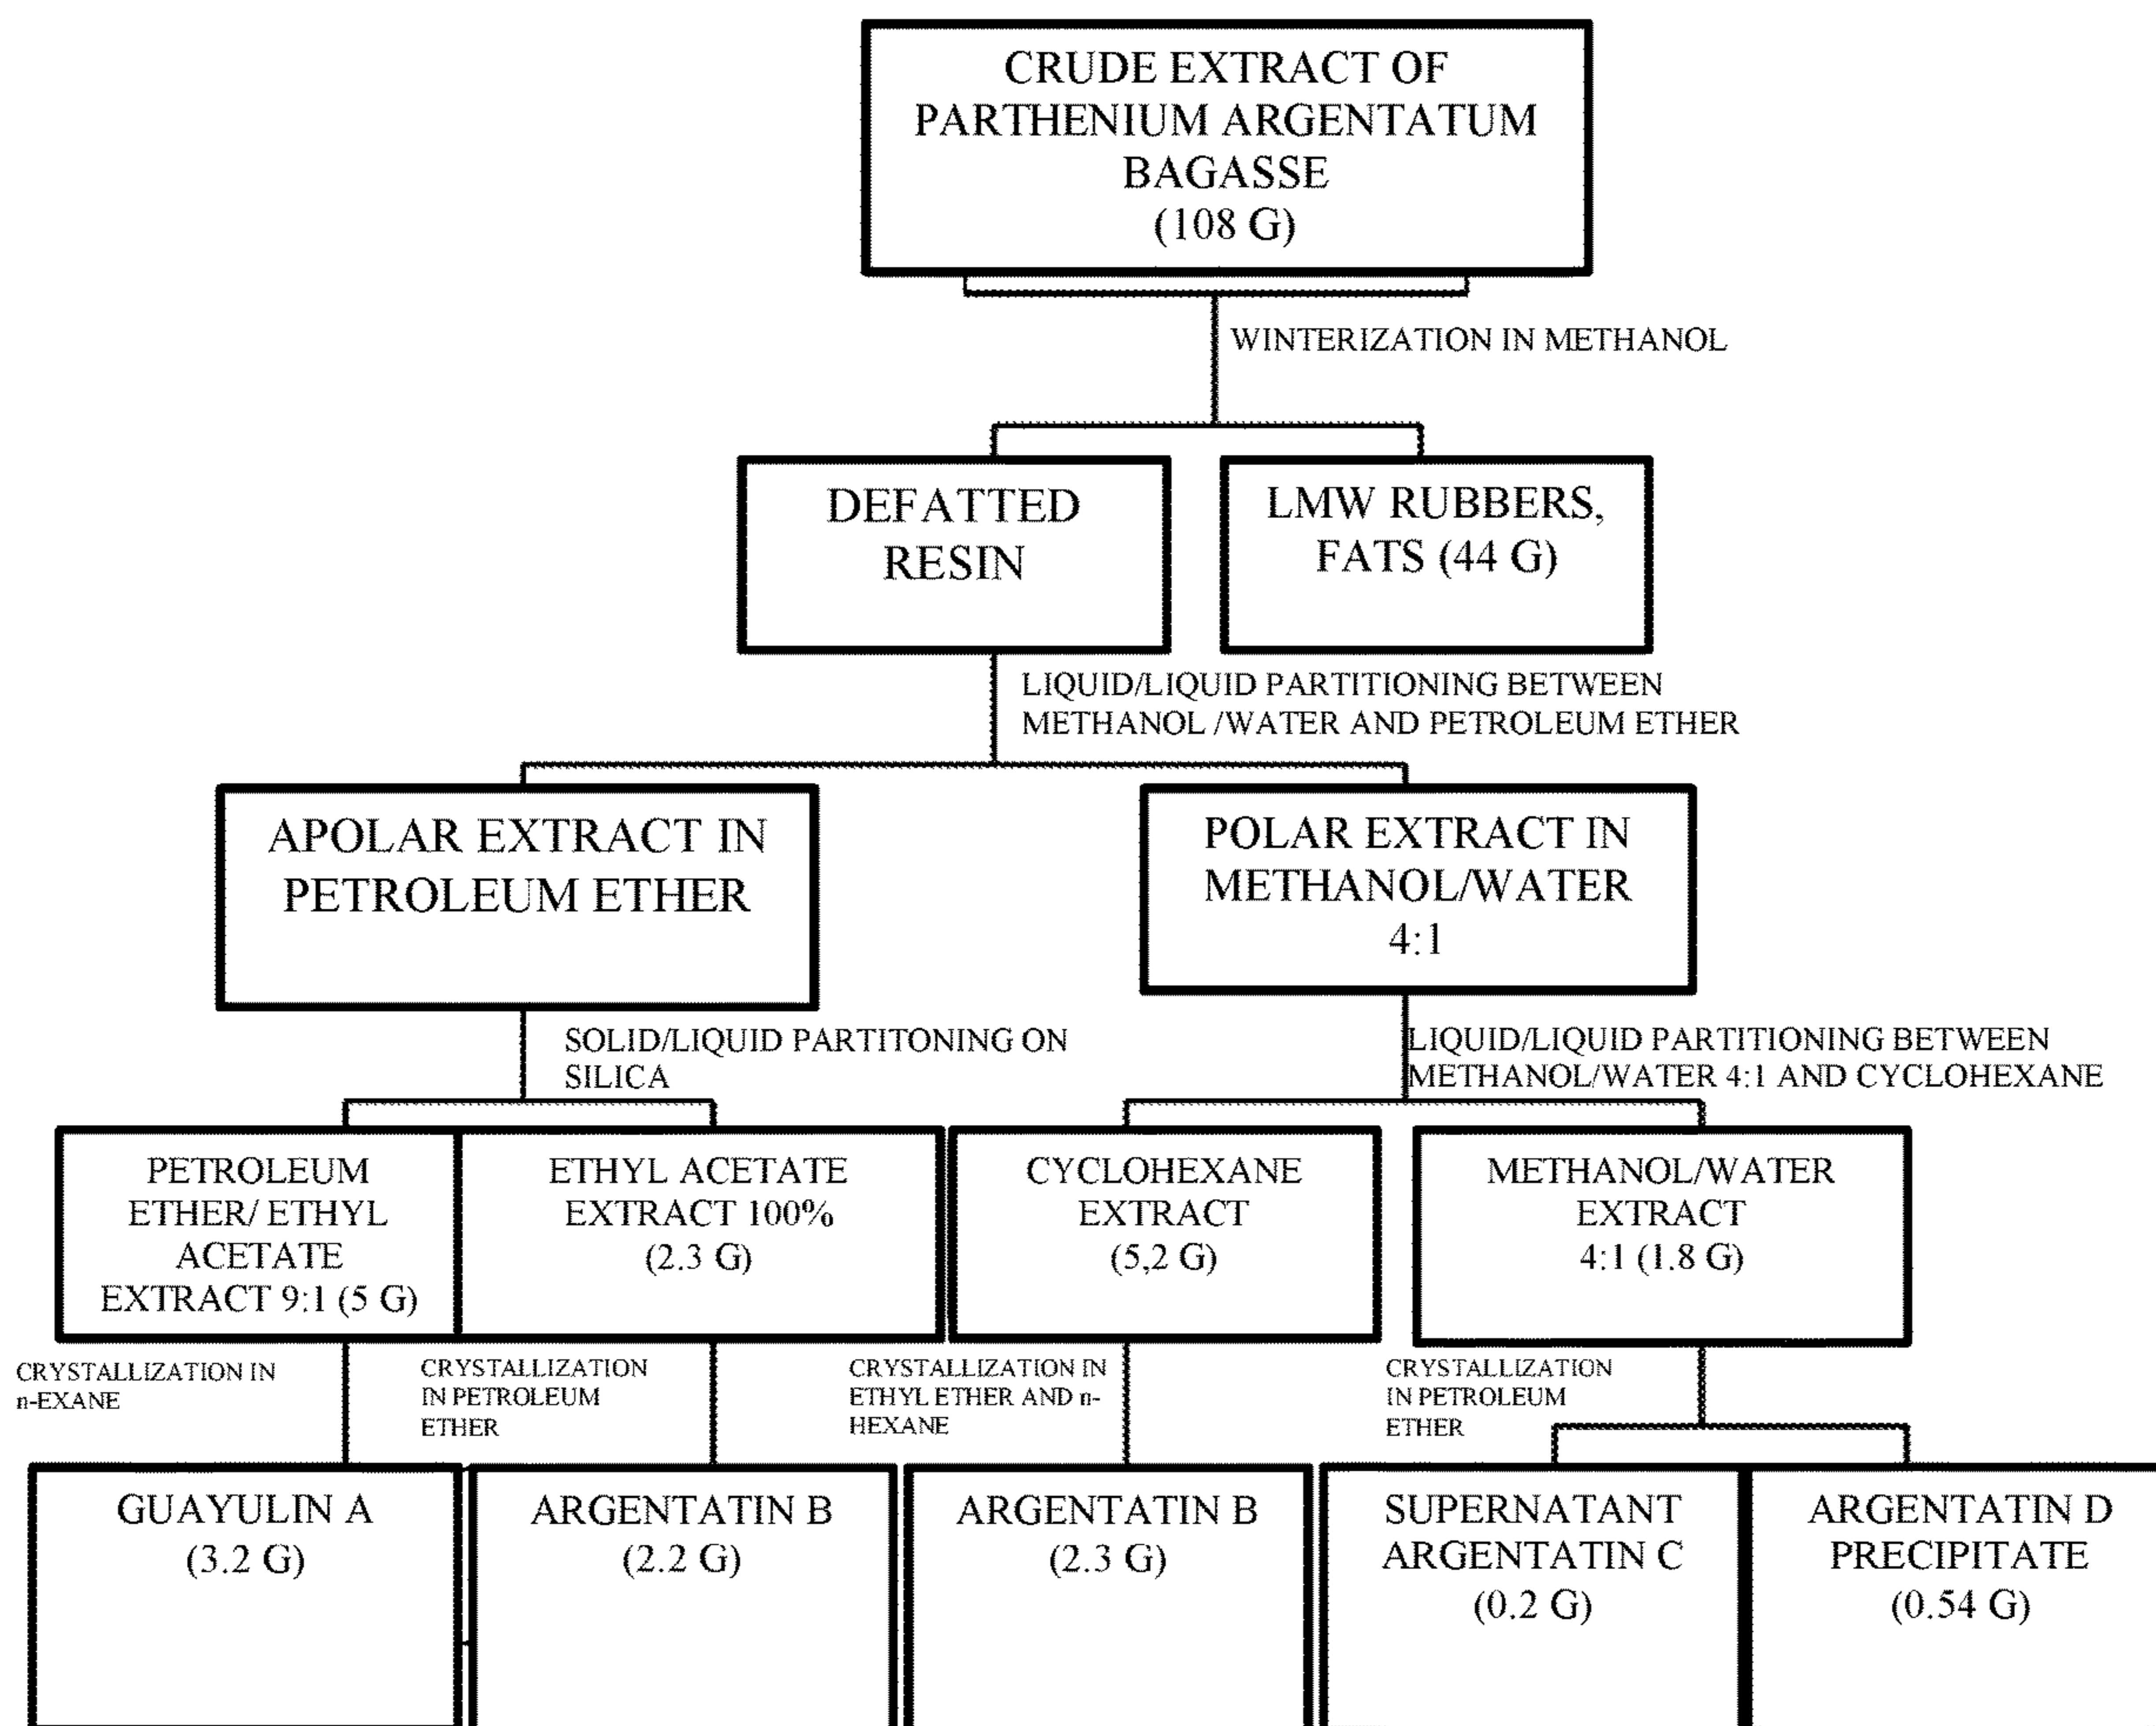 CRUDE EXTRACT OF
PARTHENIUM ARGENTATUM
BAGASSE
(108 G)
WINTERIZATION IN METHANOL
DEFATTED
RESIN
LMW RUBBERS,
FATS (44 G)
LIQUID/LIQUID PARTITIONING BETWEEN
METHANOL /WATER AND PETROLEUM ETHER
APOLAR EXTRACT IN
PETROLEUM ETHER
POLAR EXTRACT IN
METHANOL/WATER
4:1
SOLID/LIQUID PARTITONING ON
SILICA
LIQUID/LIQUID PARTITIONING BETWEEN
METHANOL/WATER 4:1 AND CYCLOHEXANE
PETROLEUM
ETHER/ ETHYL
ACETATE
EXTRACT 9:1 (5 G)
ETHYL ACETATE
EXTRACT 100%
(2.3 G)
CYCLOHEXANE
EXTRACT
(5,2 G)
METHANOL/WATER
EXTRACT
4:1 (1.8 G)
CRYSTALLIZATION IN
n-EXANE
CRYSTALLIZATION
IN PETROLEUM
ETHER
CRYSTALLIZATION IN
ETHYL ETHER AND n-
HEXANE
CRYSTALLIZATION
IN PETROLEUM
ETHER
GUAYULIN A
(3.2 G)
ARGENTATIN B
(2.2 G)
ARGENTATIN B
(2.3 G)
SUPERNATANT
ARGENTATIN C
(0.2 G)
ARGENTATIN D
PRECIPITATE
(0.54 G)